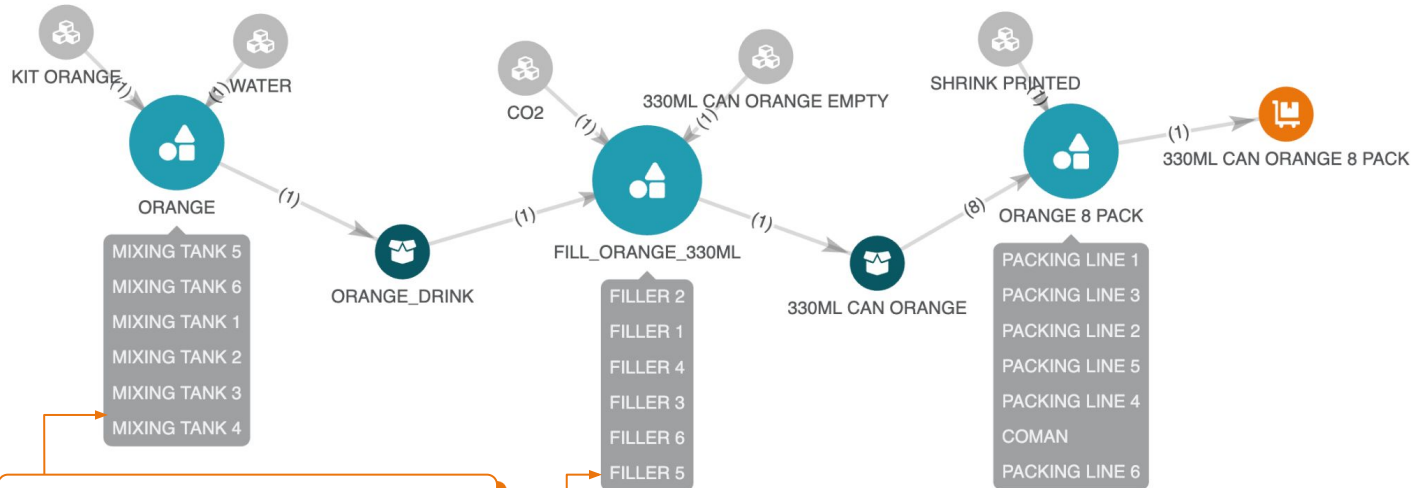 KIT ORANGE
(1)
(1)
WATER
ORANGE
MIXING TANK 5
MIXING TANK 6
MIXING TANK 1
MIXING TANK 2
MIXING TANK 3
MIXING TANK 4
(1)
ORANGE_DRINK
(1)
CO2
(1)
330ML CAN ORANGE EMPTY
(1)
FILL_ORANGE_330ML
FILLER 2
FILLER 1
FILLER 4
FILLER 3
FILLER 6
FILLER 5
(1)
330ML CAN ORANGE
(8)
SHRINK PRINTED
(1)
ORANGE 8 PACK
PACKING LINE 1
PACKING LINE 3
PACKING LINE 2
PACKING LINE 5
PACKING LINE 4
COMAN
PACKING LINE 6
(1)
330ML CAN ORANGE 8 PACK